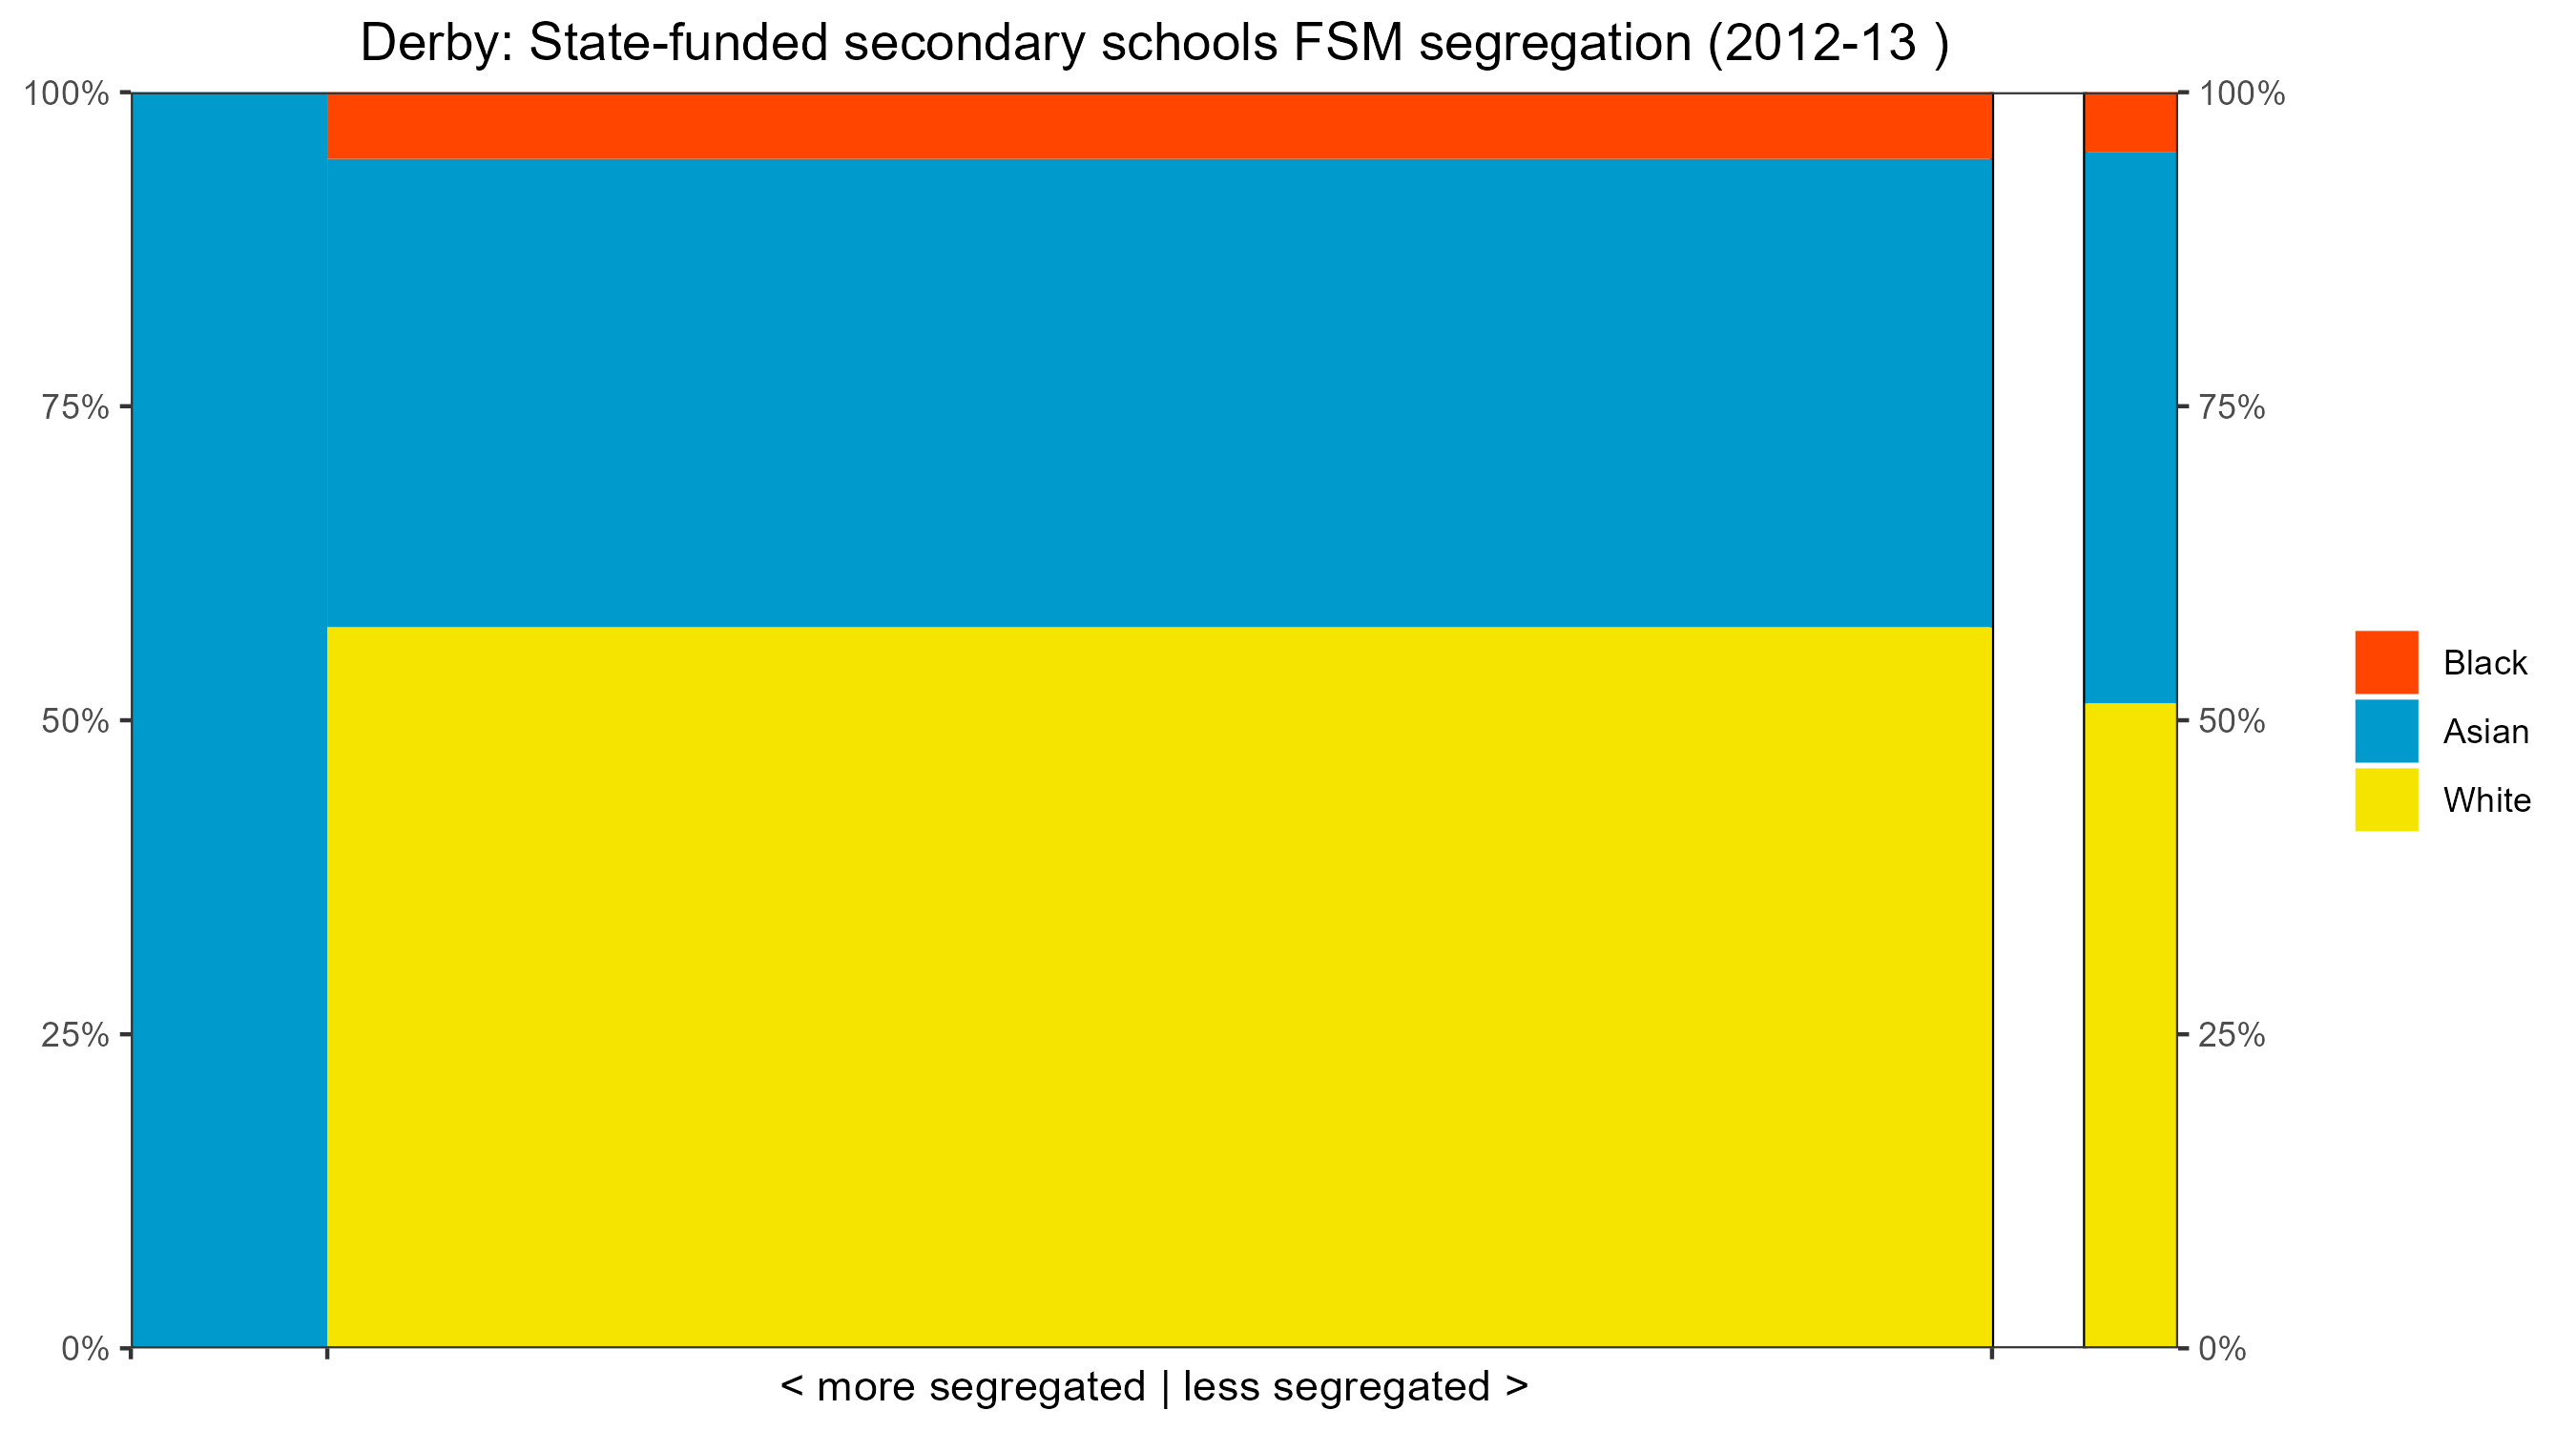 Derby: State-funded secondary schools FSM segregation (2012-13 )
100%
75%
50%
25%
0%
100%
75%
50%
25%
0%
Black
Asian
White
< more segregated | less segregated >